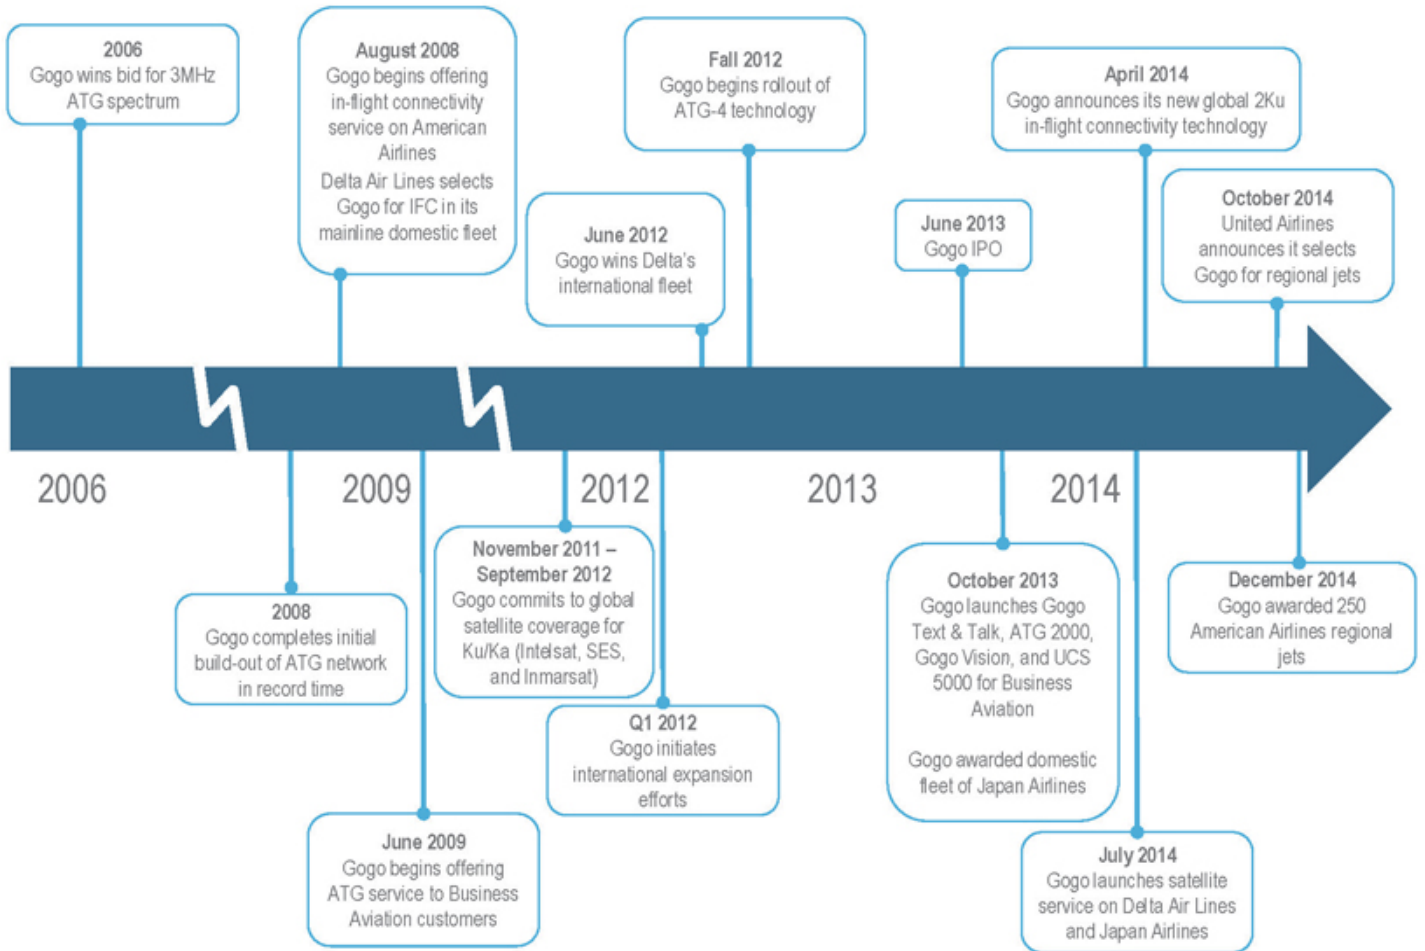 2006
Gogo wins bid for 3MHz
ATG spectrum
August 2008
Gogo begins offering
in-flight connectivity
service on American
Airlines
Delta Air Lines selects
Gogo for IFC in its
mainline domestic fleet
June 2012
Gogo wins Delta's
international fleet
Fall 2012
Gogo begins rollout of
ATG-4 technology
June 2013
Gogo IPO
April 2014
Gogo announces its new global 2Ku
in-flight connectivity technology
October 2014
United Airlines
announces it selects
Gogo for regional jets
2006
2009
2012
2013
2014
2008
Gogo completes initial
build-out of ATG network
in record time
June 2009
Gogo begins offering
ATG service to Business
Aviation customers
November 2011 –
September 2012
Gogo commits to global
satellite coverage for
Ku/Ka (Intelsat, SES,
and Inmarsat)
Q1 2012
Gogo initiates
international expansion
efforts
October 2013
Gogo launches Gogo
Text & Talk, ATG 2000,
Gogo Vision, and UCS
5000 for Business
Aviation
Gogo awarded domestic
fleet of Japan Airlines
July 2014
Gogo launches satellite
service on Delta Air Lines
and Japan Airlines
December 2014
Gogo awarded 250
American Airlines regional
jets